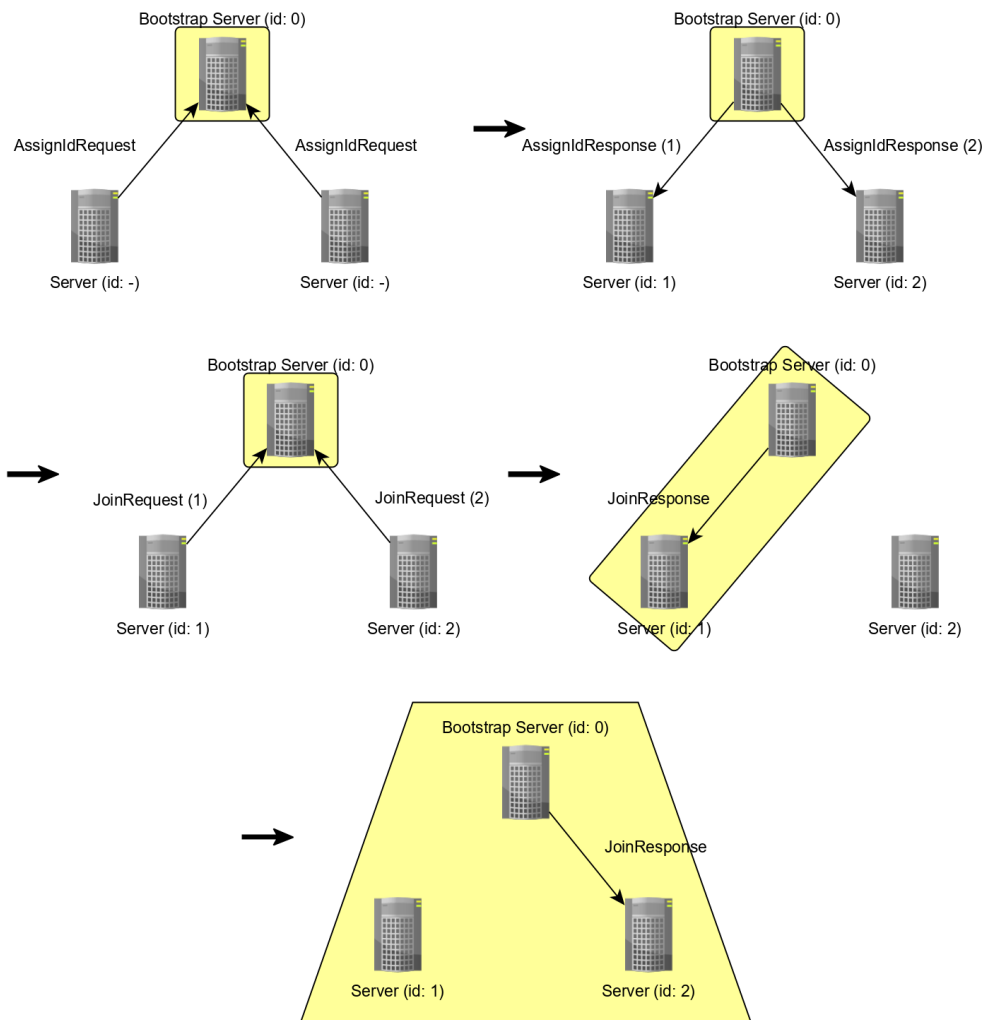 Bootstrap Server (id: 0)
AssignIdRequest
AssignIdRequest
Server (id: -)
Server (id: -)
Bootstrap Server (id: 0)
AssignIdResponse (1)
AssignIdResponse (2)
Server (id: 1)
Server (id: 2)
Bootstrap Server (id: 0)
JoinRequest (1)
JoinRequest (2)
Server (id: 1)
Server (id: 2)
Bootstrap Server (id: 0)
JoinResponse
Server (id: 1)
Server (id: 2)
Bootstrap Server (id: 0)
JoinResponse
Server (id: 1)
Server (id: 2)